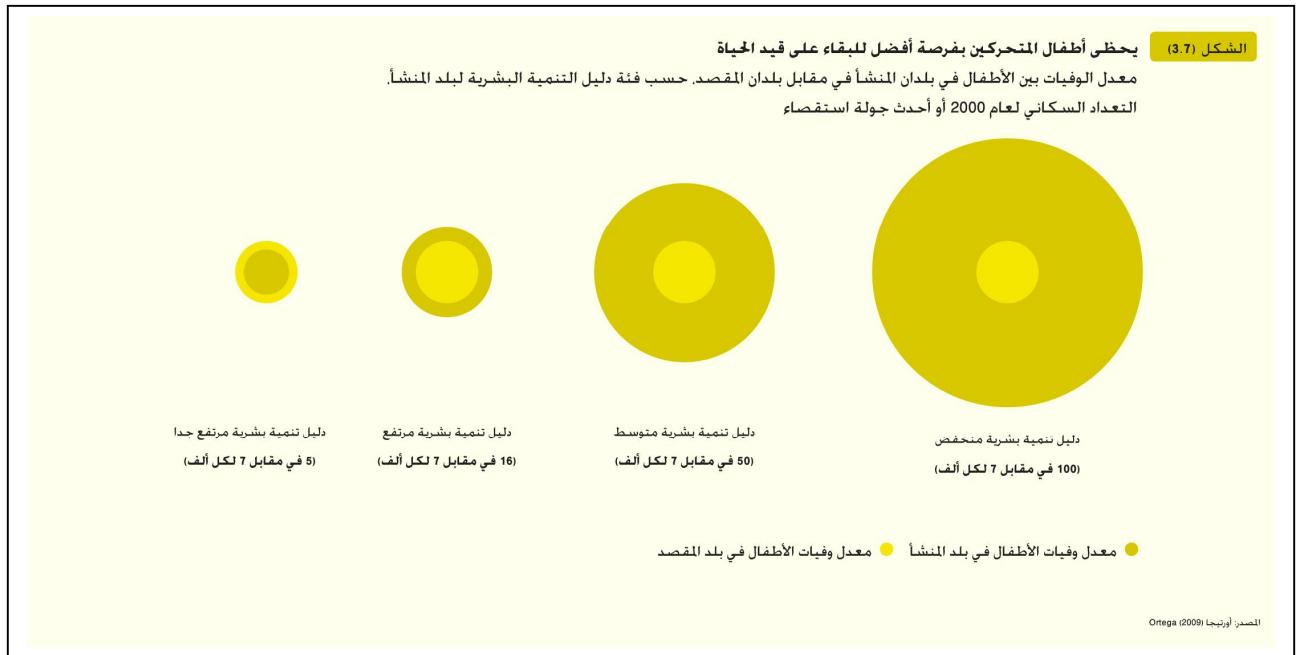 الشكل (3.7) يحظى أطفال المتحركين بفرصة أفضل للبقاء على قيد الحياة
معدل الوفيات بين الأطفال في بلدان المنشأ في مقابل بلدان المقصد، حسب فئة دليل التنمية البشرية لبلد المنشأ،
التعداد السكاني لعام 2000 أو أحدث جولة استقصاء
دليل تنمية بشرية منخفض
(100 في مقابل 7 لكل ألف)
دليل تنمية بشرية متوسط
(50 في مقابل 7 لكل ألف)
دليل تنمية بشرية مرتفع
(16 في مقابل 7 لكل ألف)
دليل تنمية بشرية مرتفع جدا
(5 في مقابل 7 لكل ألف)
معدل وفيات الأطفال في بلد المنشأ
معدل وفيات الأطفال في بلد المقصد
المصدر: أورتيجا Ortega (2009)